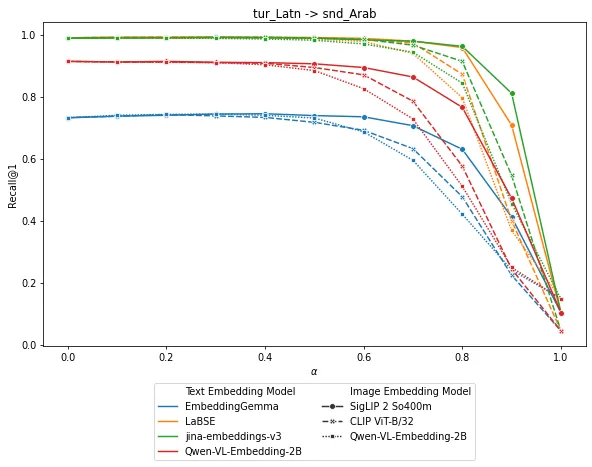 tur_Latn -> snd_Arab
Recall@1
1.0
0.8
0.6
0.4
0.2
0.0
0.0 0.2 0.4 0.6 0.8 1.0
α
Text Embedding Model Image Embedding Model
EmbeddingGemma SigLIP 2 So400m
LaBSE CLIP ViT-B/32
jina-embeddings-v3 Qwen-VL-Embedding-2B
Qwen-VL-Embedding-2B